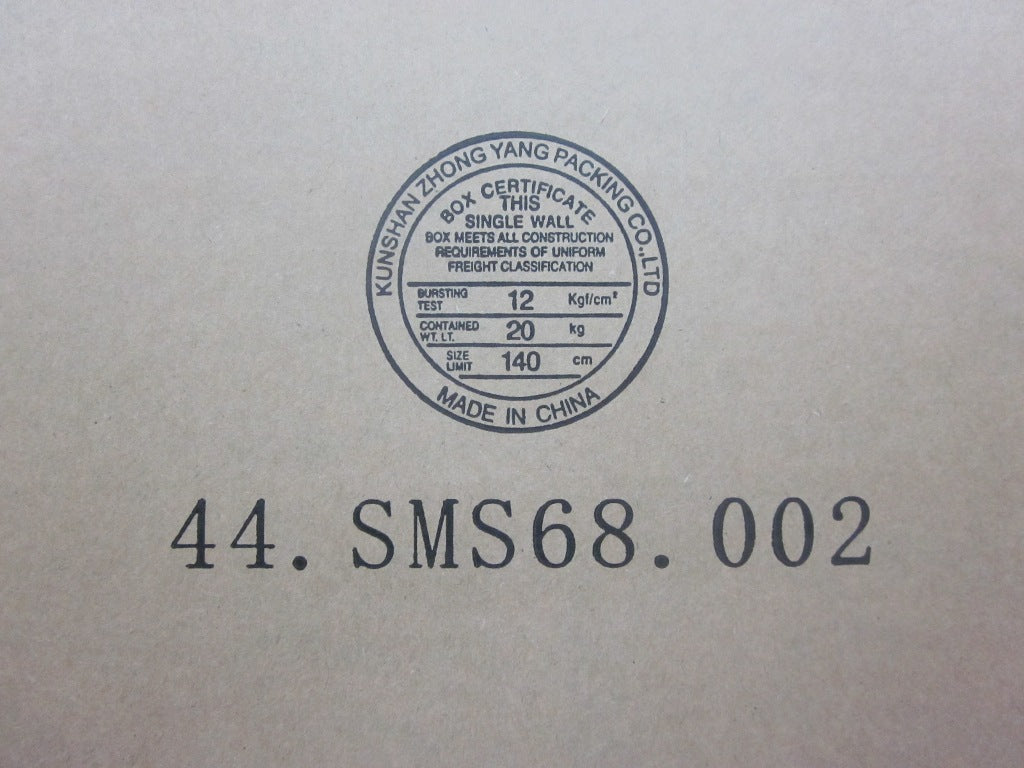 KUNSHAN ZHONG YANG PACKING CO.,LTD
BOX CERTIFICATE
THIS
SINGLE WALL
BOX MEETS ALL CONSTRUCTION
REQUIREMENTS OF UNIFORM
FREIGHT CLASSIFICATION
BURSTING TEST 12 Kgf/cm²
CONTAINED WT. LT. 20 kg
SIZE LIMIT 140 cm
MADE IN CHINA
44.SMS68.002